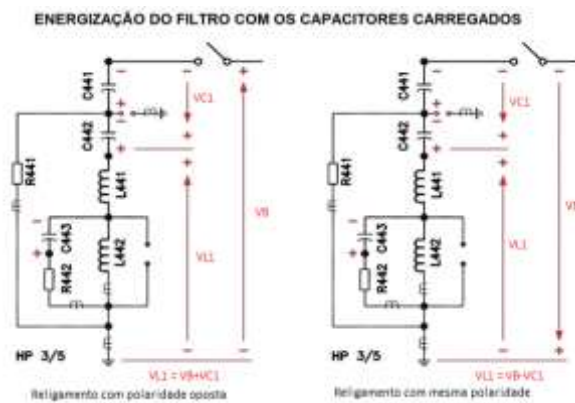 ENERGIZAÇÃO DO FILTRO COM OS CAPACITORES CARREGADOS
C441
VC1
C442
R441
L441
VB
C443
L442
VL1
R442
HP 3/5
VL1 = VB+VC1
Religamento com polaridade oposta
C441
VC1
C442
R441
L441
C443
L442
VL1
R442
HP 3/5
VL1 = VB-VC1
Religamento com mesma polaridade